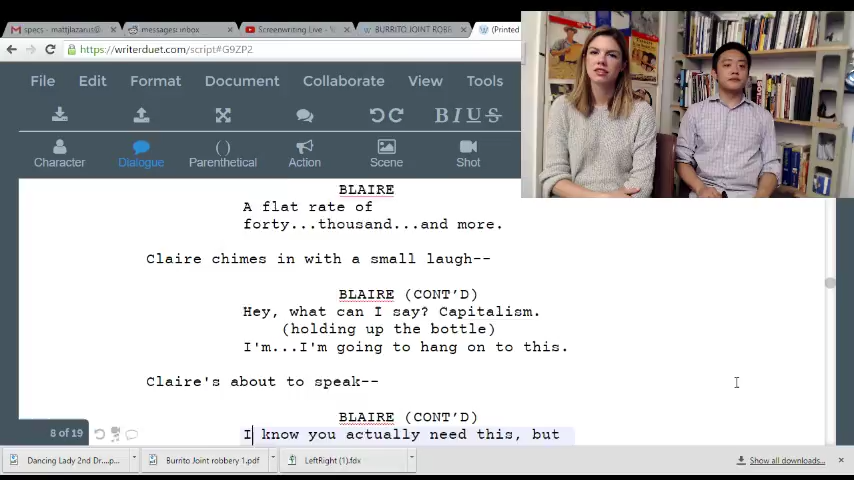 specs - mattjlazarus@
messages: inbox
Screenwriting Live - Y
BURRITO JOINT ROBB
(Printed
https://writerduet.com/script#G9ZP2
File Edit Format Document Collaborate View Tools
B I U S
Character Dialogue Parenthetical Action Scene Shot
BLAIRE
A flat rate of
forty...thousand...and more.
Claire chimes in with a small laugh--
BLAIRE (CONT'D)
Hey, what can I say? Capitalism.
(holding up the bottle)
I'm...I'm going to hang on to this.
Claire's about to speak--
BLAIRE (CONT'D)
I know you actually need this, but
8 of 19
Dancing Lady 2nd Dr....p...
Burrito Joint robbery 1.pdf
LeftRight (1).fdx
Show all downloads...